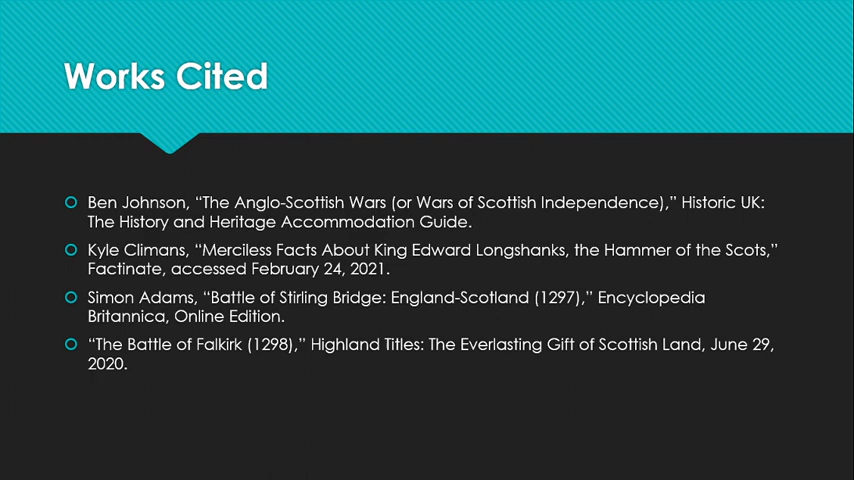 Works Cited
Ben Johnson, “The Anglo-Scottish Wars (or Wars of Scottish Independence),” Historic UK:
The History and Heritage Accommodation Guide.
Kyle Climans, “Merciless Facts About King Edward Longshanks, the Hammer of the Scots,”
Factinate, accessed February 24, 2021.
Simon Adams, “Battle of Stirling Bridge: England-Scotland (1297),” Encyclopedia
Britannica, Online Edition.
“The Battle of Falkirk (1298),” Highland Titles: The Everlasting Gift of Scottish Land, June 29,
2020.